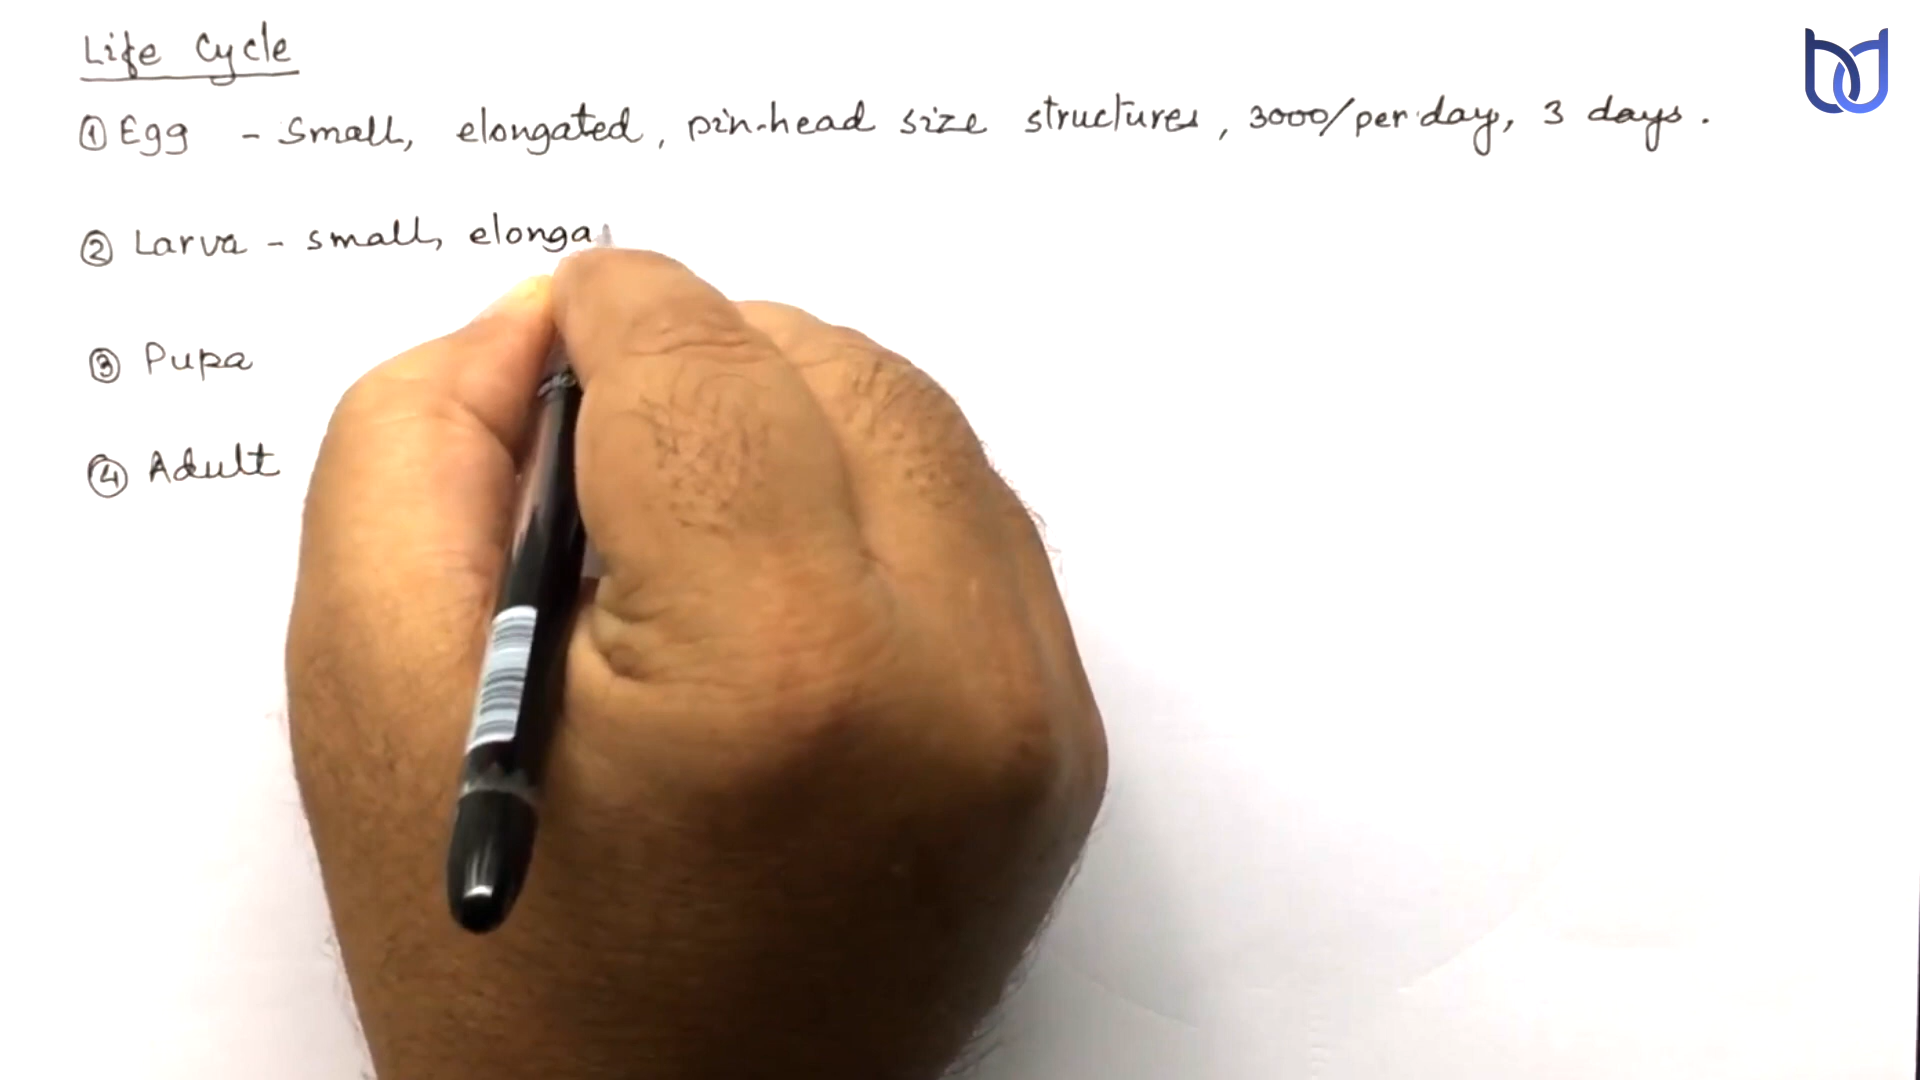 Life Cycle
① Egg - Small, elongated, pin-head size structures, 3000/per day, 3 days.
② Larva - small, elonga
③ Pupa
④ Adult